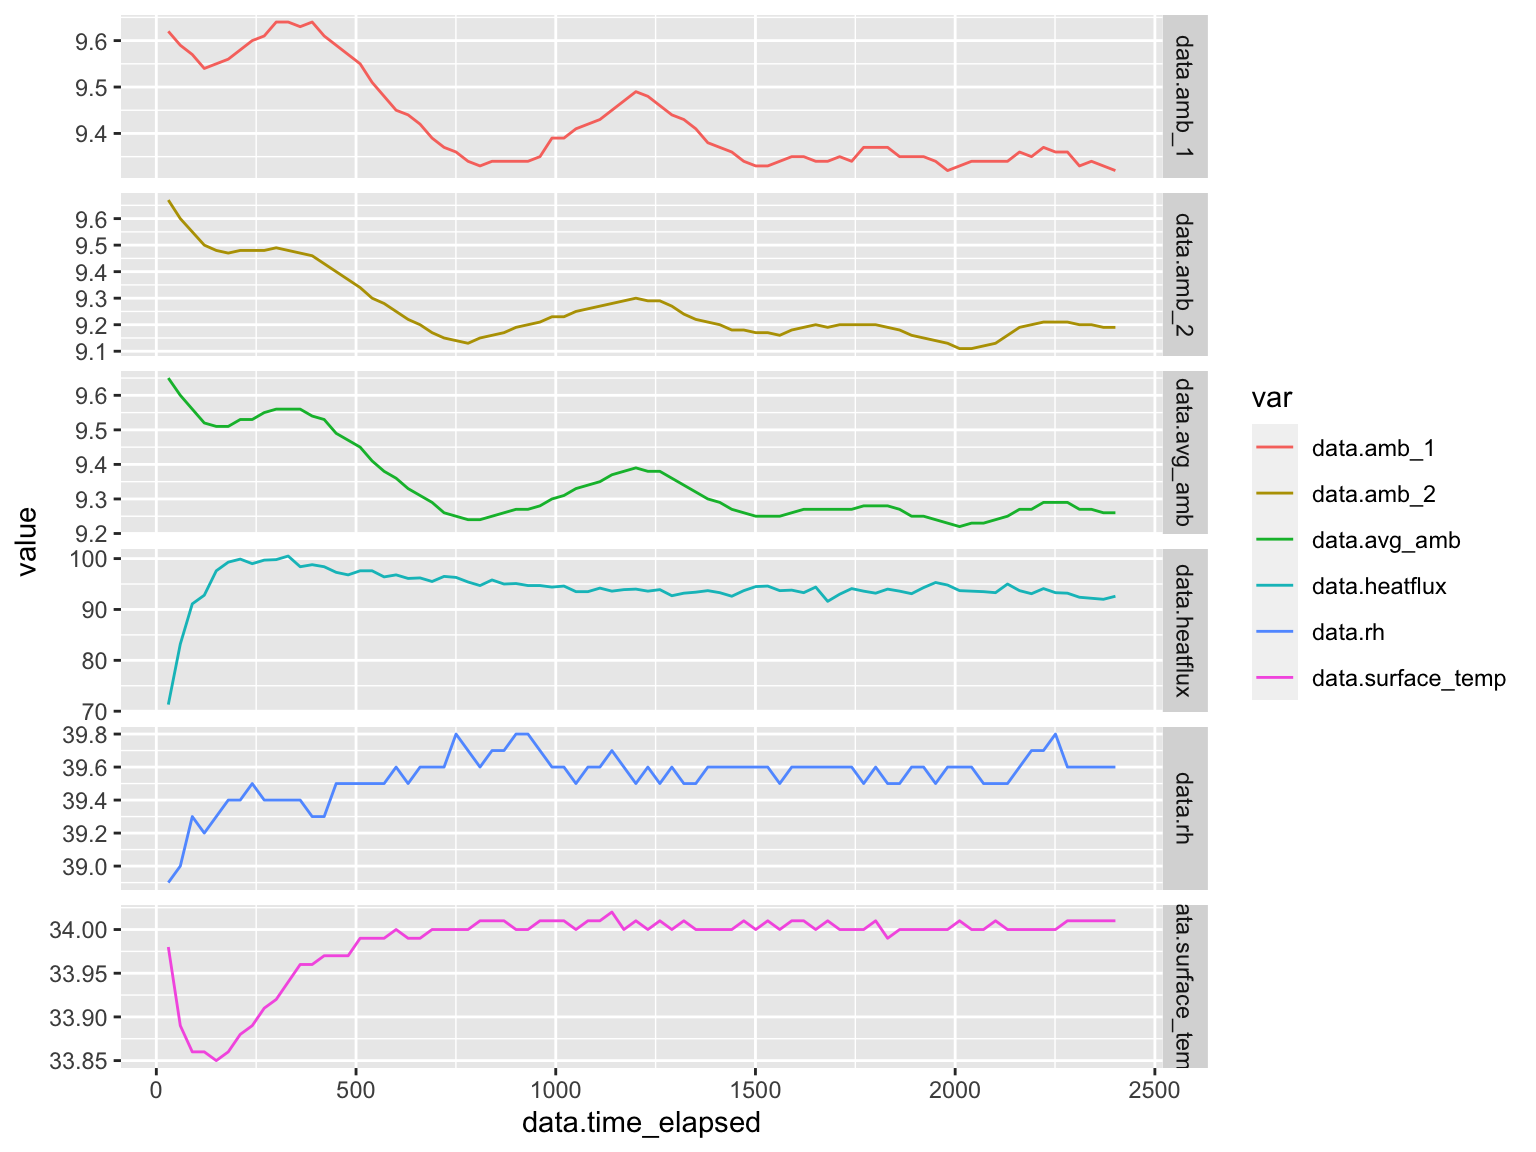 value
9.6
9.5
9.4
data.amb_1
9.6
9.5
9.4
9.3
9.2
9.1
data.amb_2
9.6
9.5
9.4
9.3
9.2
data.avg_amb
100
90
80
70
data.heatflux
39.8
39.6
39.4
39.2
39.0
data.rh
34.00
33.95
33.90
33.85
ata.surface_tem
0 500 1000 1500 2000 2500
data.time_elapsed
var
data.amb_1
data.amb_2
data.avg_amb
data.heatflux
data.rh
data.surface_temp